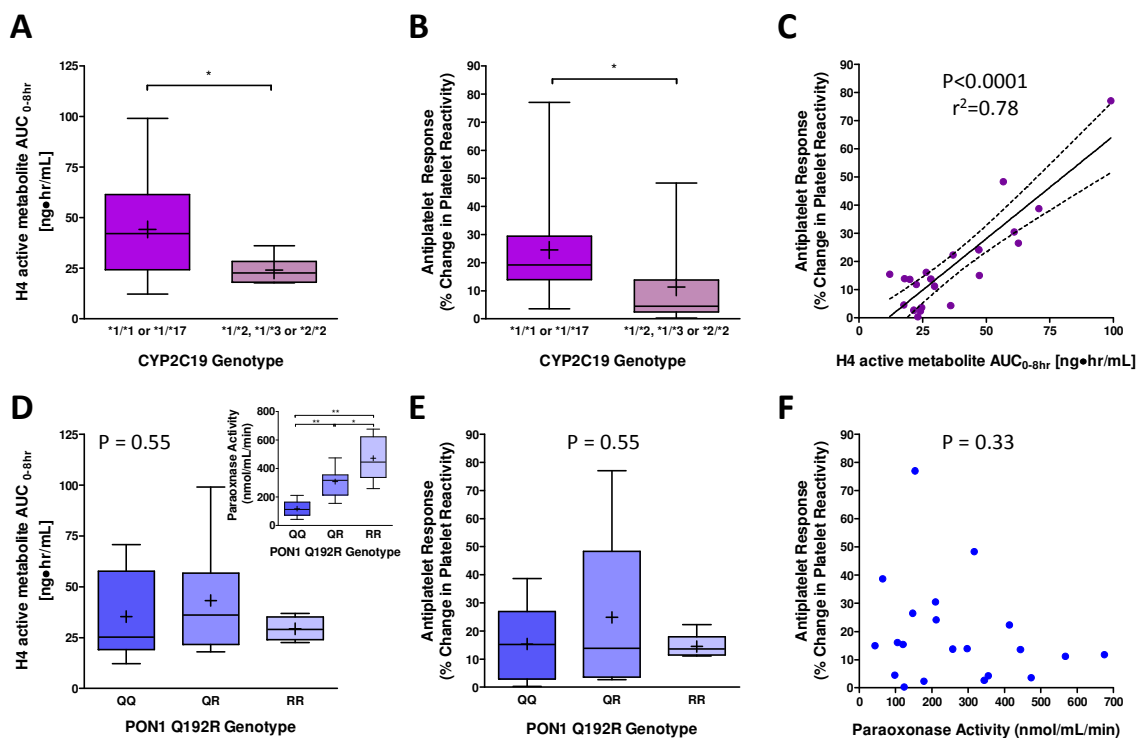 A
H4 active metabolite AUC 0-8hr
[ng•hr/mL]
125
100
75
50
25
0
*
*1/*1 or *1/*17
*1/*2, *1/*3 or *2/*2
CYP2C19 Genotype
B
Antiplatelet Response
(% Change in Platelet Reactivity)
90
80
70
60
50
40
30
20
10
0
*
*1/*1 or *1/*17
*1/*2, *1/*3 or *2/*2
CYP2C19 Genotype
C
Antiplatelet Response
(% Change in Platelet Reactivity)
90
80
70
60
50
40
30
20
10
0
P<0.0001
r²=0.78
0
25
50
75
100
H4 active metabolite AUC0-8hr [ng•hr/mL]
D
H4 active metabolite AUC 0-8hr
[ng•hr/mL]
125
100
75
50
25
0
P = 0.55
QQ
QR
RR
PON1 Q192R Genotype
Paraoxonase Activity
(nmol/mL/min)
800
600
400
200
0
**
**
*
QQ
QR
RR
PON1 Q192R Genotype
E
Antiplatelet Response
(% Change in Platelet Reactivity)
90
80
70
60
50
40
30
20
10
0
P = 0.55
QQ
QR
RR
PON1 Q192R Genotype
F
Antiplatelet Response
(% Change in Platelet Reactivity)
90
80
70
60
50
40
30
20
10
0
P = 0.33
0
100
200
300
400
500
600
700
Paraoxonase Activity (nmol/mL/min)